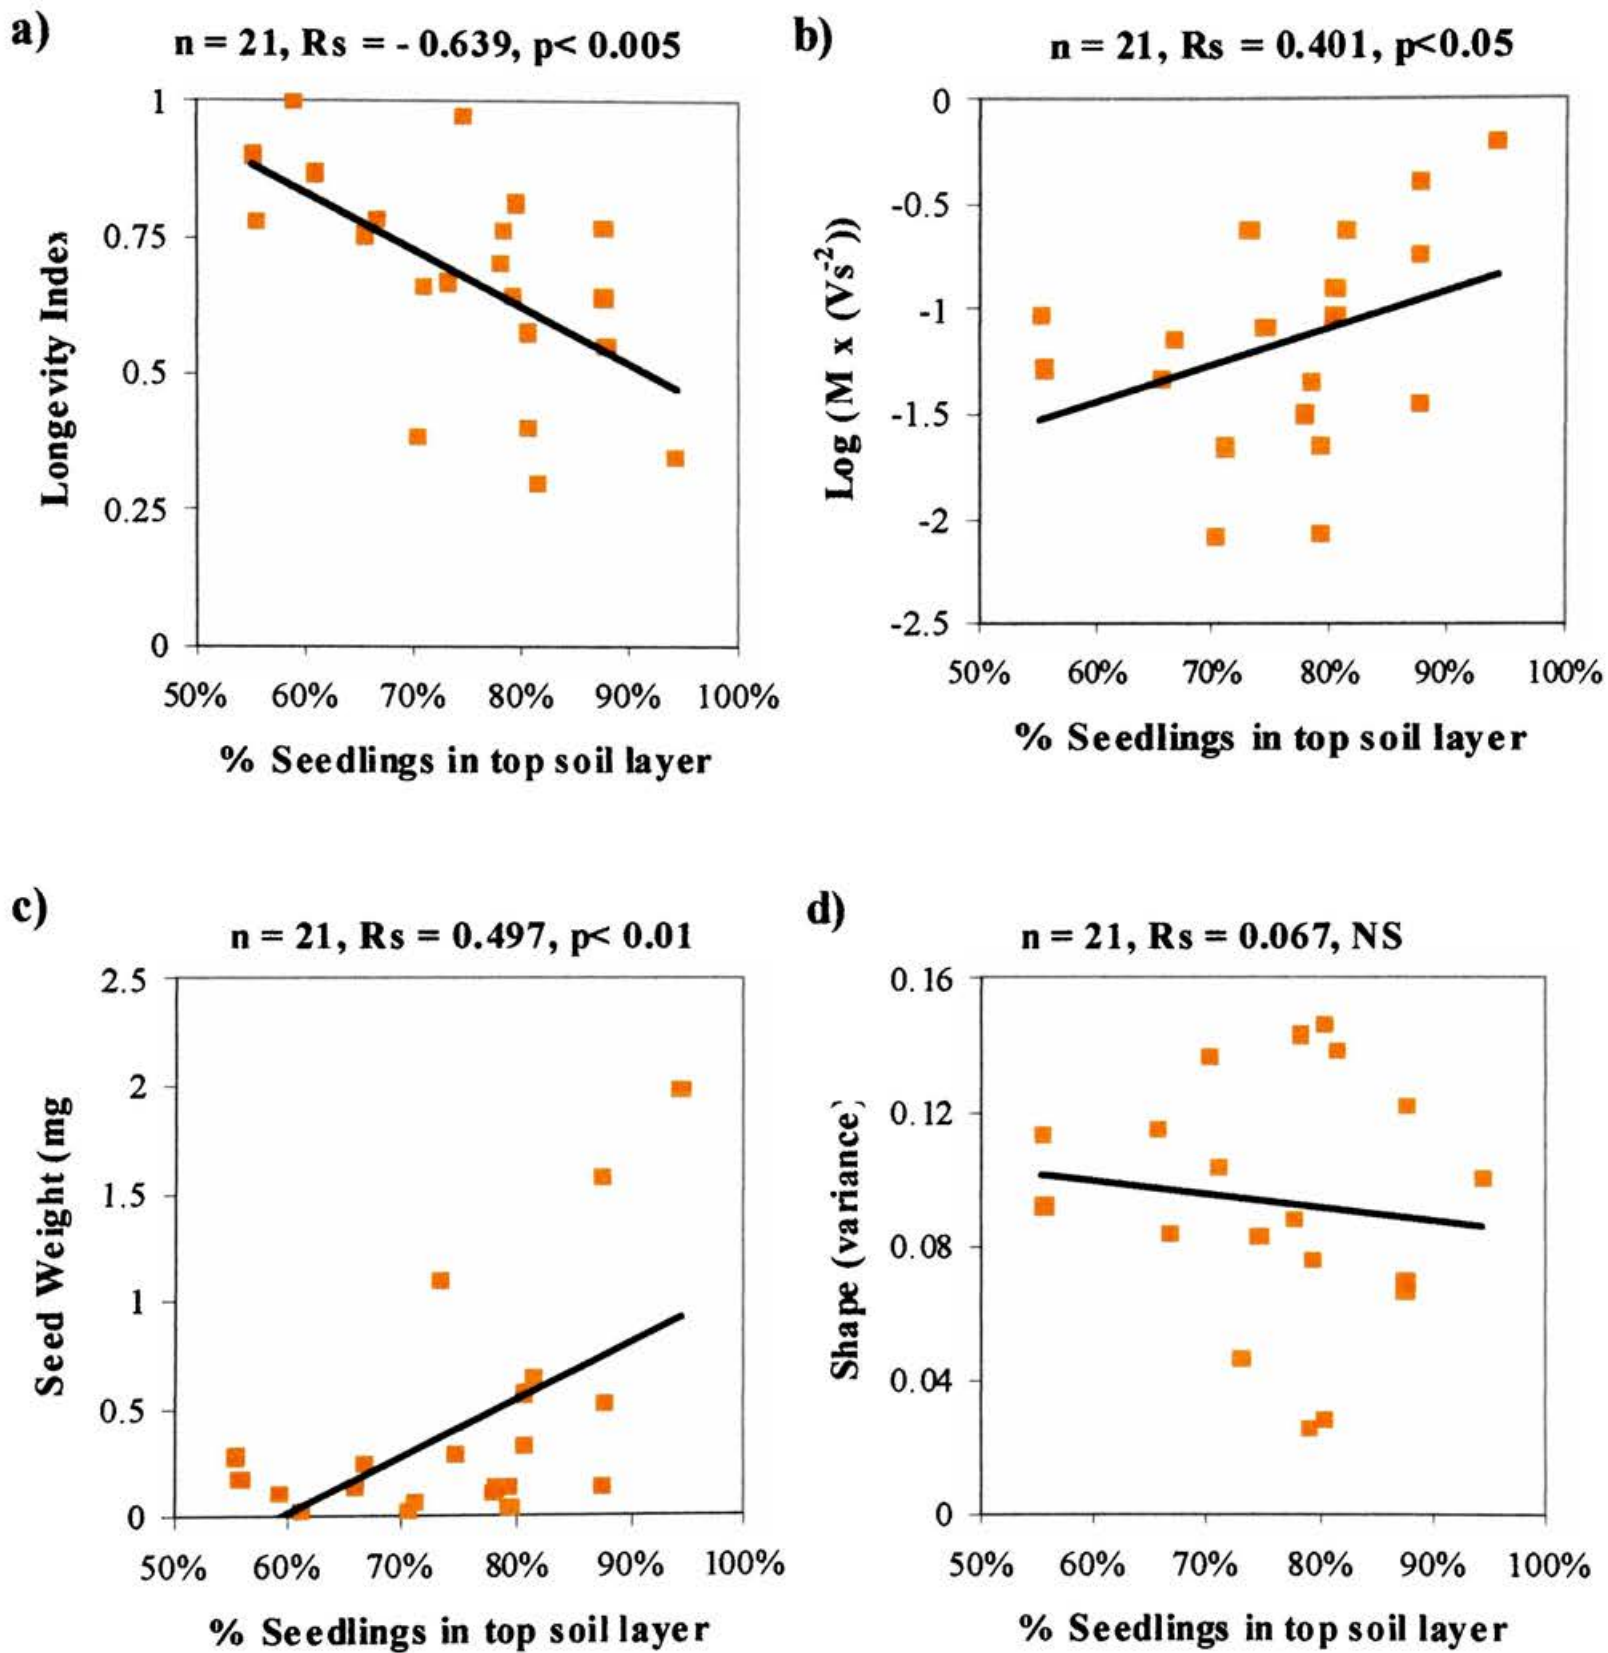 a)
n = 21, Rs = - 0.639, p< 0.005
1
0.75
0.5
0.25
0
Longevity Index
50% 60% 70% 80% 90% 100%
% Seedlings in top soil layer
b)
n = 21, Rs = 0.401, p<0.05
0
-0.5
-1
-1.5
-2
-2.5
Log (M x (Vs⁻²))
50% 60% 70% 80% 90% 100%
% Seedlings in top soil layer
c)
n = 21, Rs = 0.497, p< 0.01
2.5
2
1.5
1
0.5
0
Seed Weight (mg
50% 60% 70% 80% 90% 100%
% Seedlings in top soil layer
d)
n = 21, Rs = 0.067, NS
0.16
0.12
0.08
0.04
0
Shape (variance)
50% 60% 70% 80% 90% 100%
% Seedlings in top soil layer